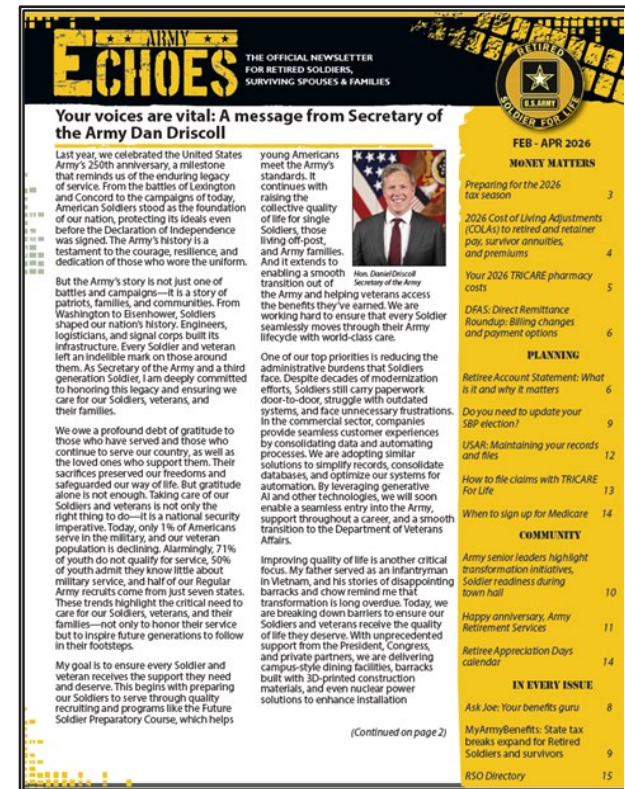 ARMY
ECHOES
THE OFFICIAL NEWSLETTER
FOR RETIRED SOLDIERS,
SURVIVING SPOUSES & FAMILIES
RETIRED
U.S.ARMY
SOLDIER FOR LIFE
Your voices are vital: A message from Secretary of
the Army Dan Driscoll
Last year, we celebrated the United States
Army's 250th anniversary, a milestone
that reminds us of the enduring legacy
of service. From the battles of Lexington
and Concord to the campaigns of today,
American Soldiers stood as the foundation
of our nation, protecting its ideals even
before the Declaration of Independence
was signed. The Army's history is a
testament to the courage, resilience, and
dedication of those who wore the uniform.
But the Army's story is not just one of
battles and campaigns—it is a story of
patriots, families, and communities. From
Washington to Eisenhower, Soldiers
shaped our nation's history. Engineers,
logisticians, and signal corps built its
infrastructure. Every Soldier and veteran
left an indelible mark on those around
them. As Secretary of the Army and a third
generation Soldier, I am deeply committed
to honoring this legacy and ensuring we
care for our Soldiers, veterans, and
their families.
We owe a profound debt of gratitude to
those who have served and those who
continue to serve our country, as well as
the loved ones who support them. Their
sacrifices preserved our freedoms and
safeguarded our way of life. But gratitude
alone is not enough. Taking care of our
Soldiers and veterans is not only the
right thing to do—it is a national security
imperative. Today, only 1% of Americans
serve in the military, and our veteran
population is declining. Alarmingly, 71%
of youth do not qualify for service, 50%
of youth admit they know little about
military service, and half of our Regular
Army recruits come from just seven states.
These trends highlight the critical need to
care for our Soldiers, veterans, and their
families—not only to honor their service
but to inspire future generations to follow
in their footsteps.
My goal is to ensure every Soldier and
veteran receives the support they need
and deserve. This begins with preparing
our Soldiers to serve through quality
recruiting and programs like the Future
Soldier Preparatory Course, which helps
young Americans
meet the Army's
standards. It
continues with
raising the
collective quality
of life for single
Soldiers, those
living off-post,
and Army families.
And it extends to
enabling a smooth
transition out of
the Army and helping veterans access
the benefits they've earned. We are
working hard to ensure that every Soldier
seamlessly moves through their Army
lifecycle with world-class care.
Hon. Daniel Driscoll
Secretary of the Army
One of our top priorities is reducing the
administrative burdens that Soldiers
face. Despite decades of modernization
efforts, Soldiers still carry paperwork
door-to-door, struggle with outdated
systems, and face unnecessary frustrations.
In the commercial sector, companies
provide seamless customer experiences
by consolidating data and automating
processes. We are adopting similar
solutions to simplify records, consolidate
databases, and optimize our systems for
automation. By leveraging generative
AI and other technologies, we will soon
enable a seamless entry into the Army,
support throughout a career, and a smooth
transition to the Department of Veterans
Affairs.
Improving quality of life is another critical
focus. My father served as an infantryman
in Vietnam, and his stories of disappointing
barracks and chow remind me that
transformation is long overdue. Today, we
are breaking down barriers to ensure our
Soldiers and veterans receive the quality
of life they deserve. With unprecedented
support from the President, Congress,
and private partners, we are delivering
campus-style dining facilities, barracks
built with 3D-printed construction
materials, and even nuclear power
solutions to enhance installation
(Continued on page 2)
FEB - APR 2026
MONEY MATTERS
Preparing for the 2026
tax season 3
2026 Cost of Living Adjustments
(COLAs) to retired and retainer
pay, survivor annuities,
and premiums 4
Your 2026 TRICARE pharmacy
costs 5
DFAS: Direct Remittance
Roundup: Billing changes
and payment options 6
PLANNING
Retiree Account Statement: What
is it and why it matters 6
Do you need to update your
SBP election? 9
USAR: Maintaining your records
and files 12
How to file claims with TRICARE
For Life 13
When to sign up for Medicare 14
COMMUNITY
Army senior leaders highlight
transformation initiatives,
Soldier readiness during
town hall 10
Happy anniversary, Army
Retirement Services 11
Retiree Appreciation Days
calendar 14
IN EVERY ISSUE
Ask Joe: Your benefits guru 8
MyArmyBenefits: State tax
breaks expand for Retired
Soldiers and survivors 9
RSO Directory 15